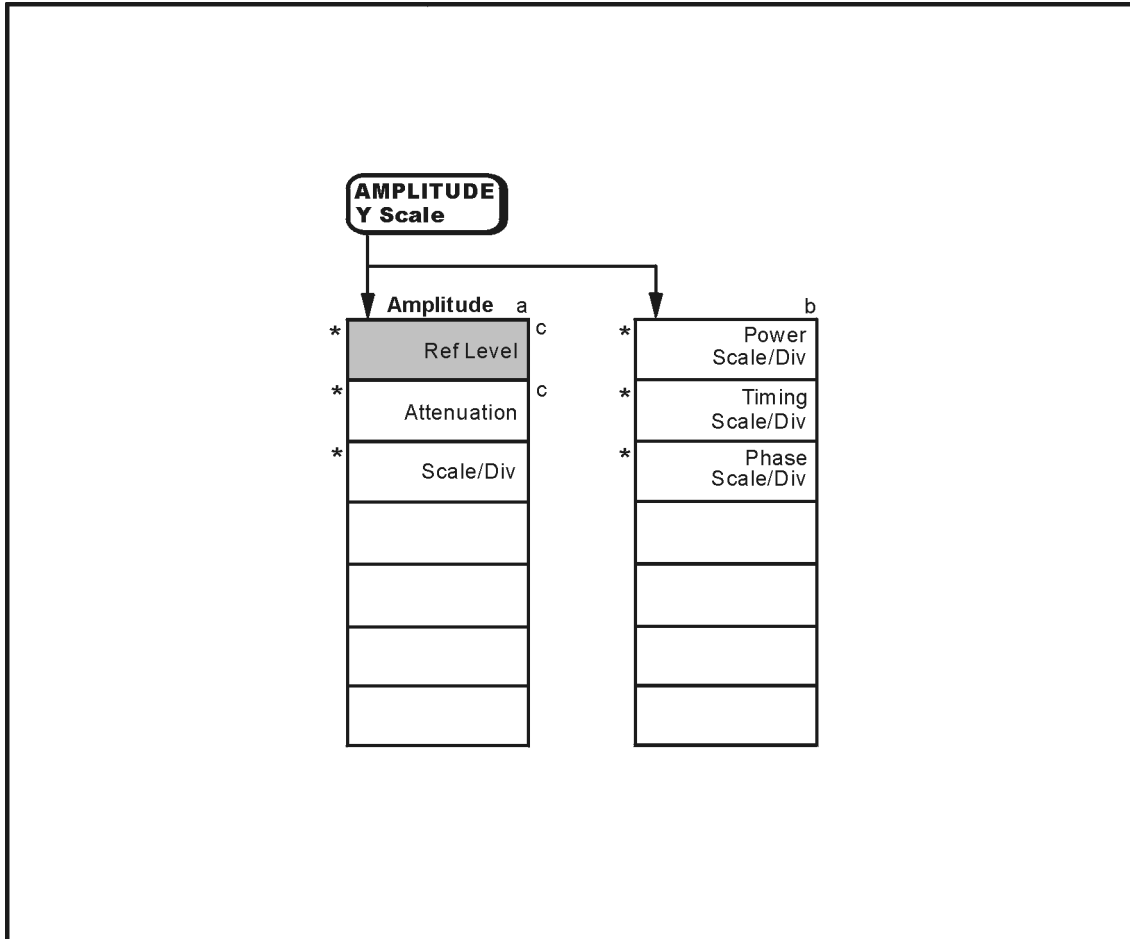 AMPLITUDE
Y Scale
Amplitude a
* Ref Level c
* Attenuation c
* Scale/Div
b
* Power
Scale/Div
* Timing
Scale/Div
* Phase
Scale/Div